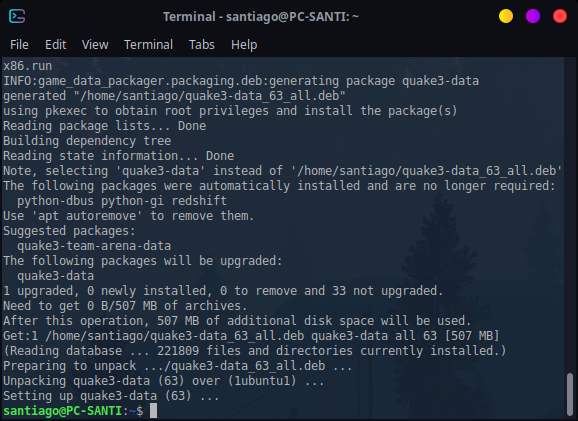 Terminal - santiago@PC-SANTI: ~
File Edit View Terminal Tabs Help
x86.run
INFO:game_data_packager.packaging.deb:generating package quake3-data
generated "/home/santiago/quake3-data_63_all.deb"
using pkexec to obtain root privileges and install the package(s)
Reading package lists... Done
Building dependency tree
Reading state information... Done
Note, selecting 'quake3-data' instead of '/home/santiago/quake3-data_63_all.deb'
The following packages were automatically installed and are no longer required:
  python-dbus python-gi redshift
Use 'apt autoremove' to remove them.
Suggested packages:
  quake3-team-arena-data
The following packages will be upgraded:
  quake3-data
1 upgraded, 0 newly installed, 0 to remove and 33 not upgraded.
Need to get 0 B/507 MB of archives.
After this operation, 507 MB of additional disk space will be used.
Get:1 /home/santiago/quake3-data_63_all.deb quake3-data all 63 [507 MB]
(Reading database ... 221809 files and directories currently installed.)
Preparing to unpack .../quake3-data_63_all.deb ...
Unpacking quake3-data (63) over (1ubuntu1) ...
Setting up quake3-data (63) ...
santiago@PC-SANTI:~$